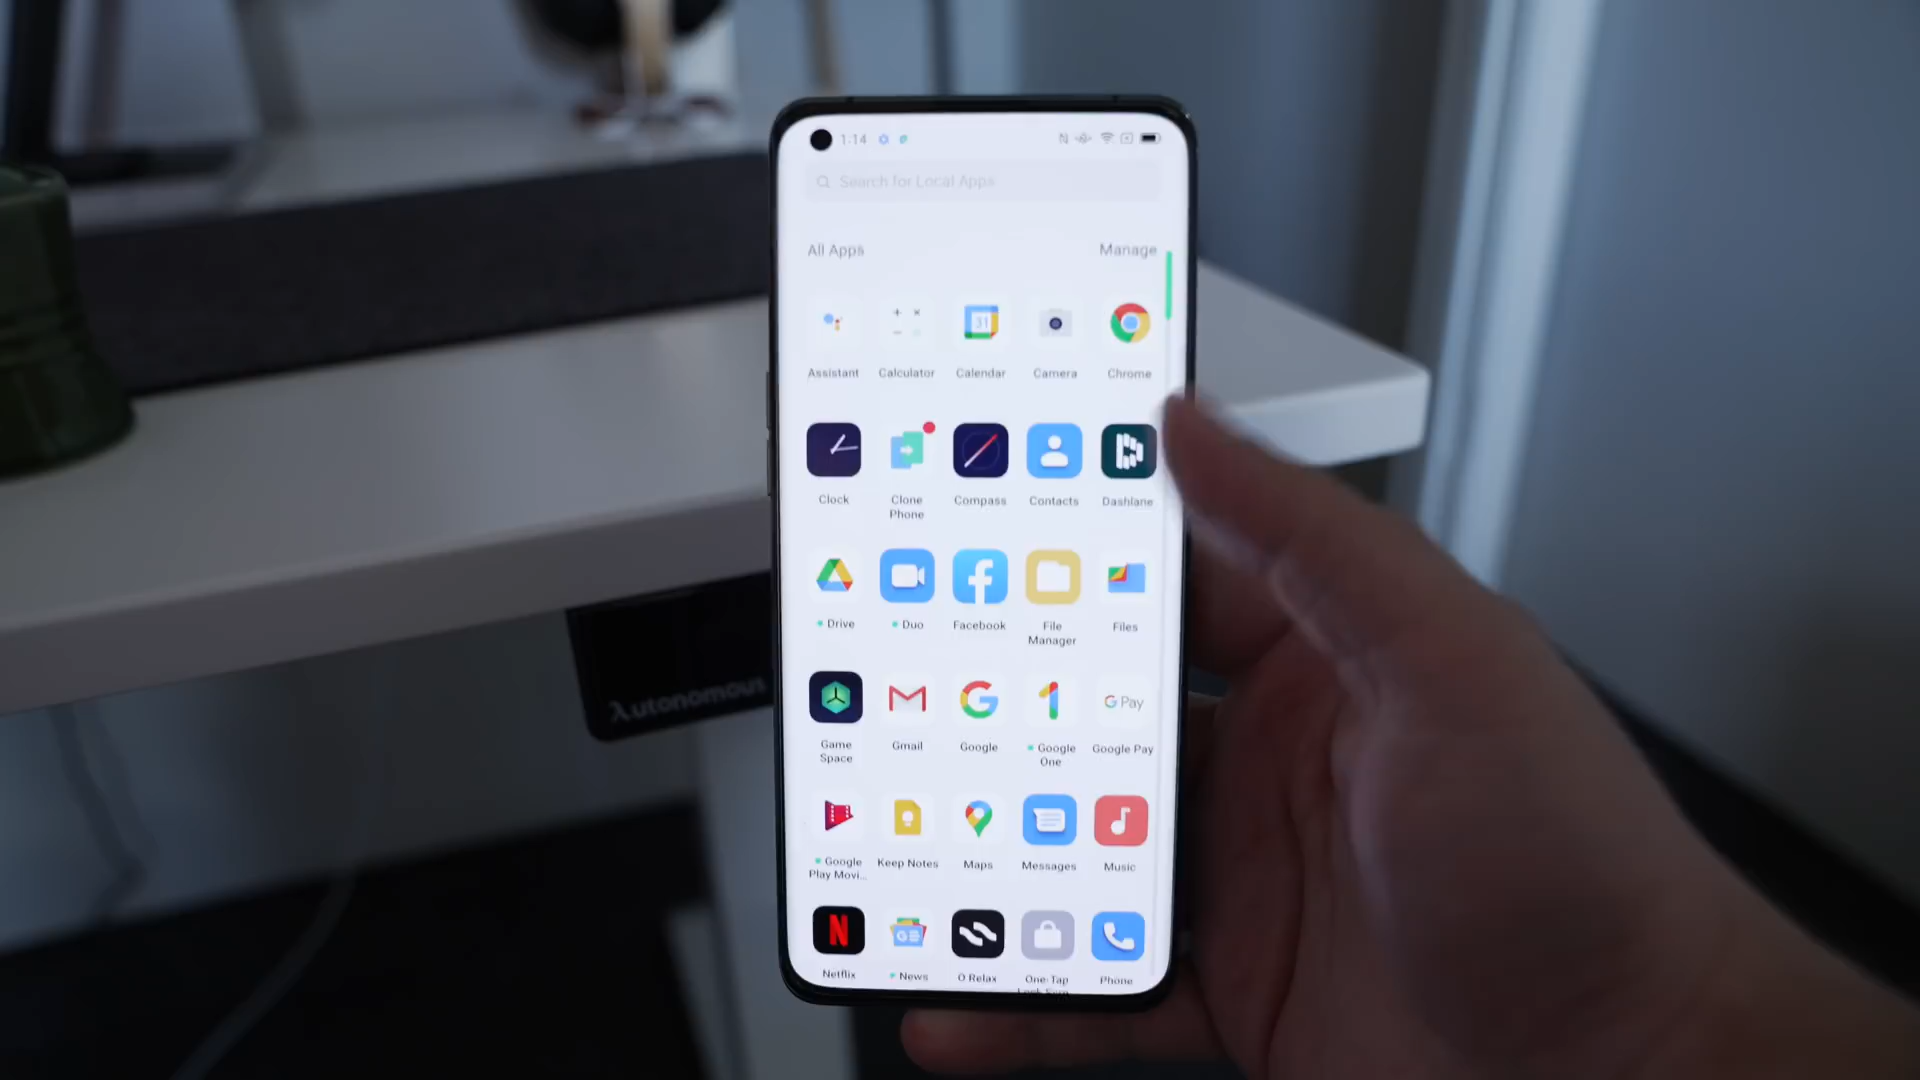 1:14
Search for Local Apps
All Apps Manage
31
Assistant Calculator Calendar Camera Chrome
Clock Clone Phone Compass Contacts Dashlane
Drive Duo Facebook File Manager Files
G Pay
Game Space Gmail Google Google One Google Pay
Google Play Movi... Keep Notes Maps Messages Music
Netflix News O Relax One-Tap Phone
Autonomous